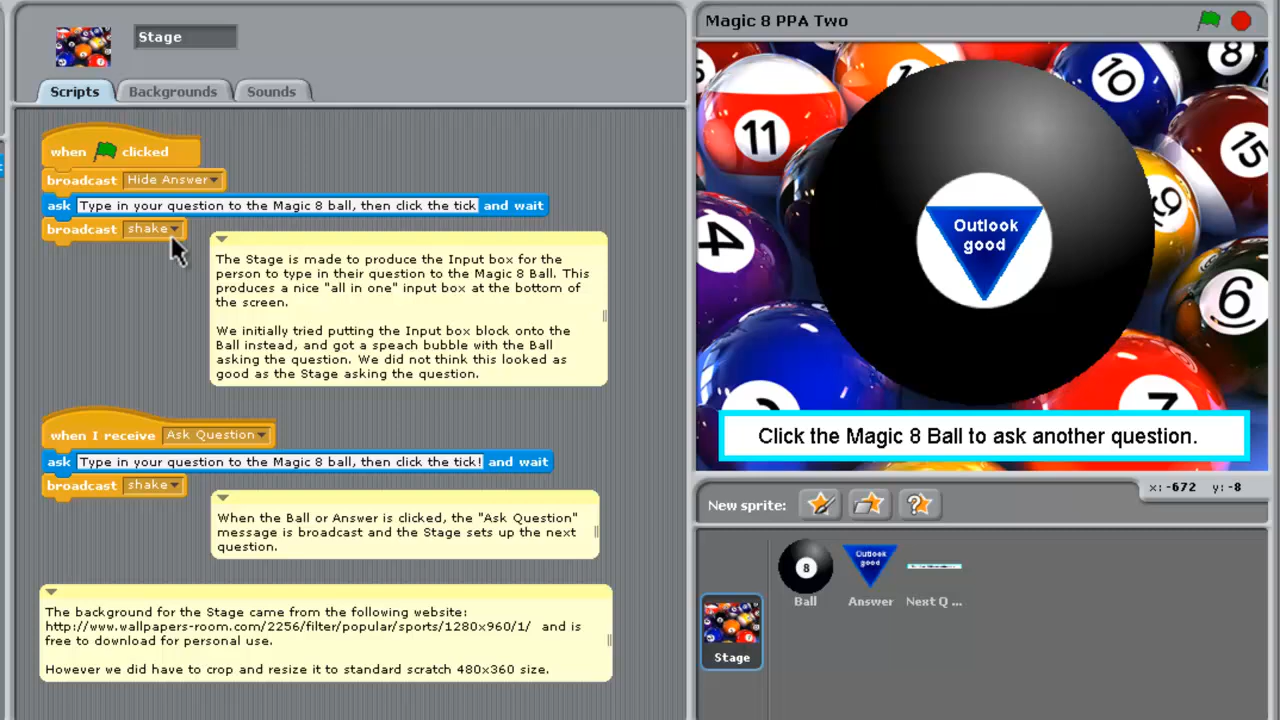 Stage
Scripts
Backgrounds
Sounds
when clicked
broadcast Hide Answer
ask Type in your question to the Magic 8 ball, then click the tick and wait
broadcast shake
The Stage is made to produce the Input box for the
person to type in their question to the Magic 8 Ball. This
produces a nice "all in one" input box at the bottom of
the screen.
We initially tried putting the Input box block onto the
Ball instead, and got a speach bubble with the Ball
asking the question. We did not think this looked as
good as the Stage asking the question.
when I receive Ask Question
ask Type in your question to the Magic 8 ball, then click the tick! and wait
broadcast shake
When the Ball or Answer is clicked, the "Ask Question"
message is broadcast and the Stage sets up the next
question.
The background for the Stage came from the following website:
http://www.wallpapers-room.com/2256/filter/popular/sports/1280x960/1/ and is
free to download for personal use.
However we did have to crop and resize it to standard scratch 480x360 size.
Magic 8 PPA Two
11
10
8
15
4
6
7
Outlook
good
Click the Magic 8 Ball to ask another question.
x: -672 y: -8
New sprite:
8
Outlook
good
Ball
Answer
Next Q ...
Stage